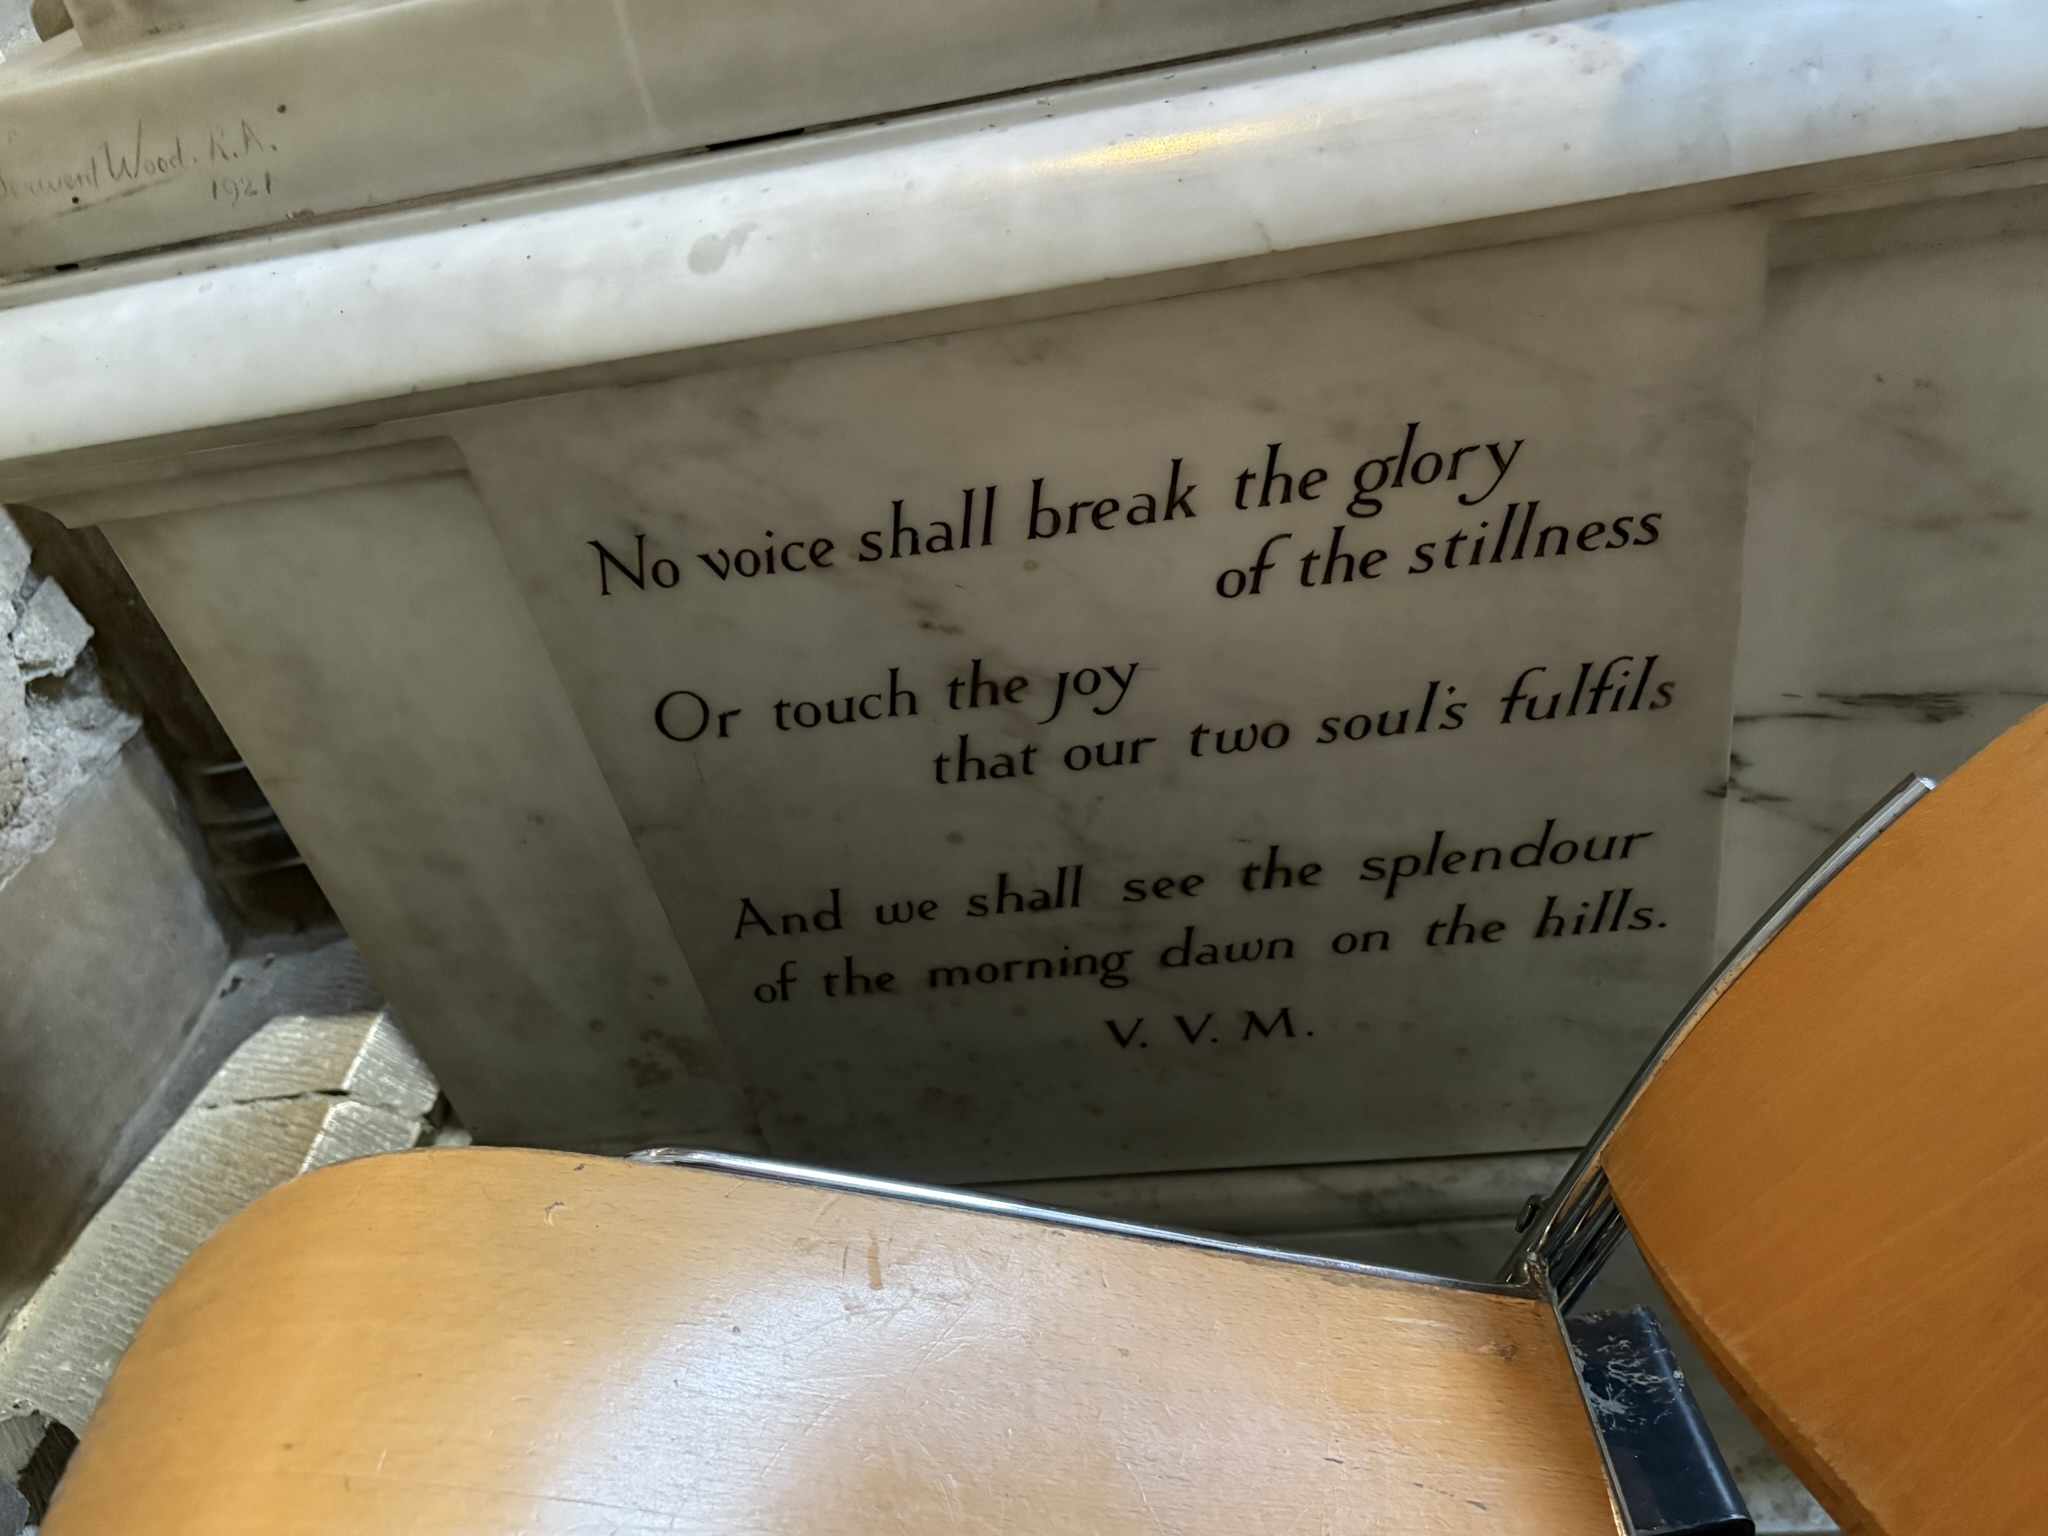 Derwent Wood. R.A.
1921
No voice shall break the glory
of the stillness
Or touch the joy
that our two soul's fulfils
And we shall see the splendour
of the morning dawn on the hills.
V. V. M.